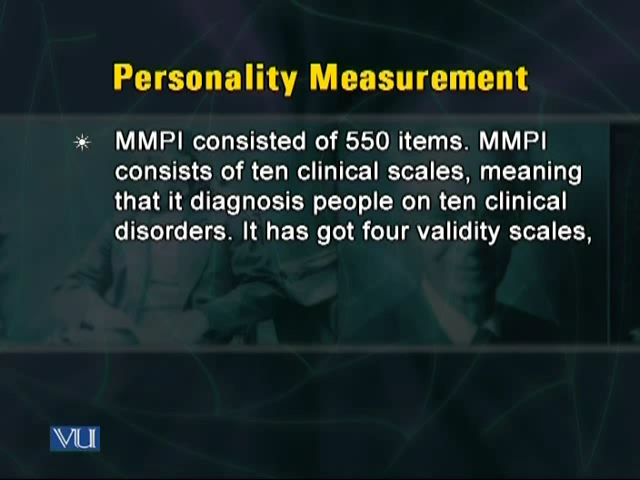 Personality Measurement
MMPI consisted of 550 items. MMPI
consists of ten clinical scales, meaning
that it diagnosis people on ten clinical
disorders. It has got four validity scales,
VU